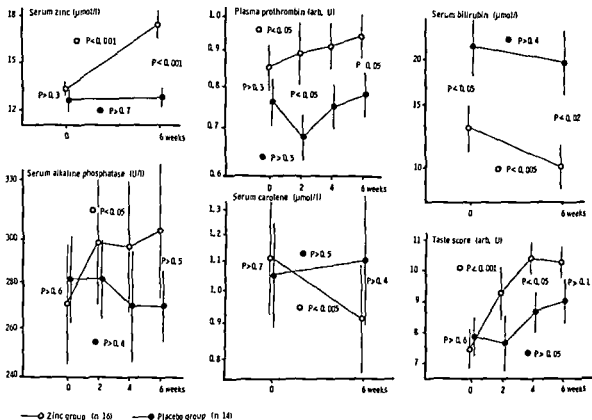 Serum zinc (µmol/l)
18
15
12
P< 0,001
P< 0,001
P> 0,3
P> 0,7
0
6 weeks
Plasma prothrombin (arb, U)
1,0
0,9
0,8
0,7
0,6
P< 0,05
P> 0,05
P> 0,3
P< 0,05
P> 0,5
0
2
4
6 weeks
Serum bilirubin (µmol/l)
20
15
10
P> 0,4
P< 0,05
P< 0,02
P< 0,005
0
6 weeks
Serum alkaline phosphatase (U/l)
330
300
280
260
240
P< 0,05
P> 0,5
P> 0,6
P> 0,4
0
2
4
6 weeks
Serum carotene (µmol/l)
1,3
1,2
1,1
1,0
0,9
0,8
P> 0,5
P> 0,7
P> 0,4
P< 0,005
0
6 weeks
Taste score (arb, U)
11
10
9
8
7
P< 0,001
P> 0,1
P< 0,05
P> 0,6
P> 0,05
0
2
4
6 weeks
Zinc group (n 16)
Placebo group (n 14)